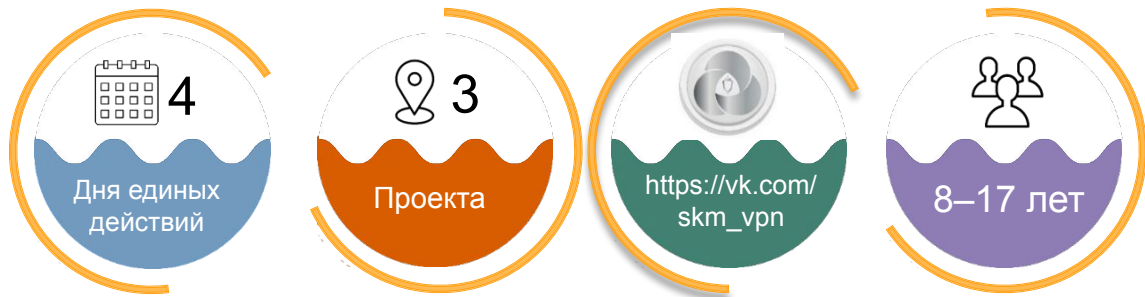 4
Дня единых
действий
3
Проекта
https://vk.com/
skm_vpn
8–17 лет